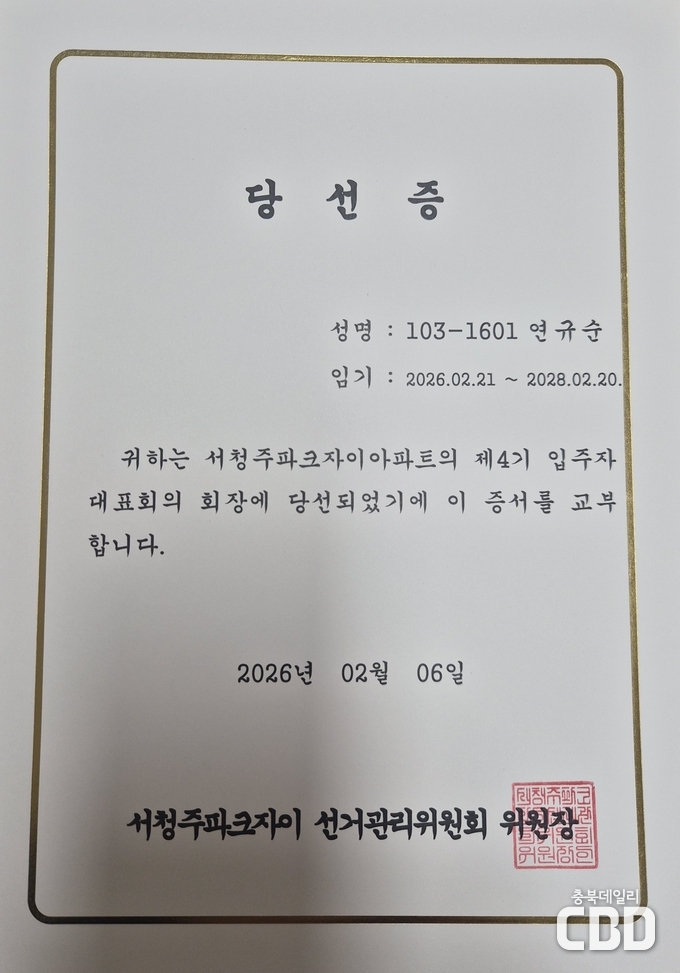 당 선 증
성명 : 103-1601 연규순
임기 : 2026.02.21 ~ 2028.02.20.
귀하는 서청주파크자이아파트의 제4기 입주자
대표회의 회장에 당선되었기에 이 증서를 교부
합니다.
2026년 02월 06일
서청주파크자이 선거관리위원회 위원장
충북데일리
CBD